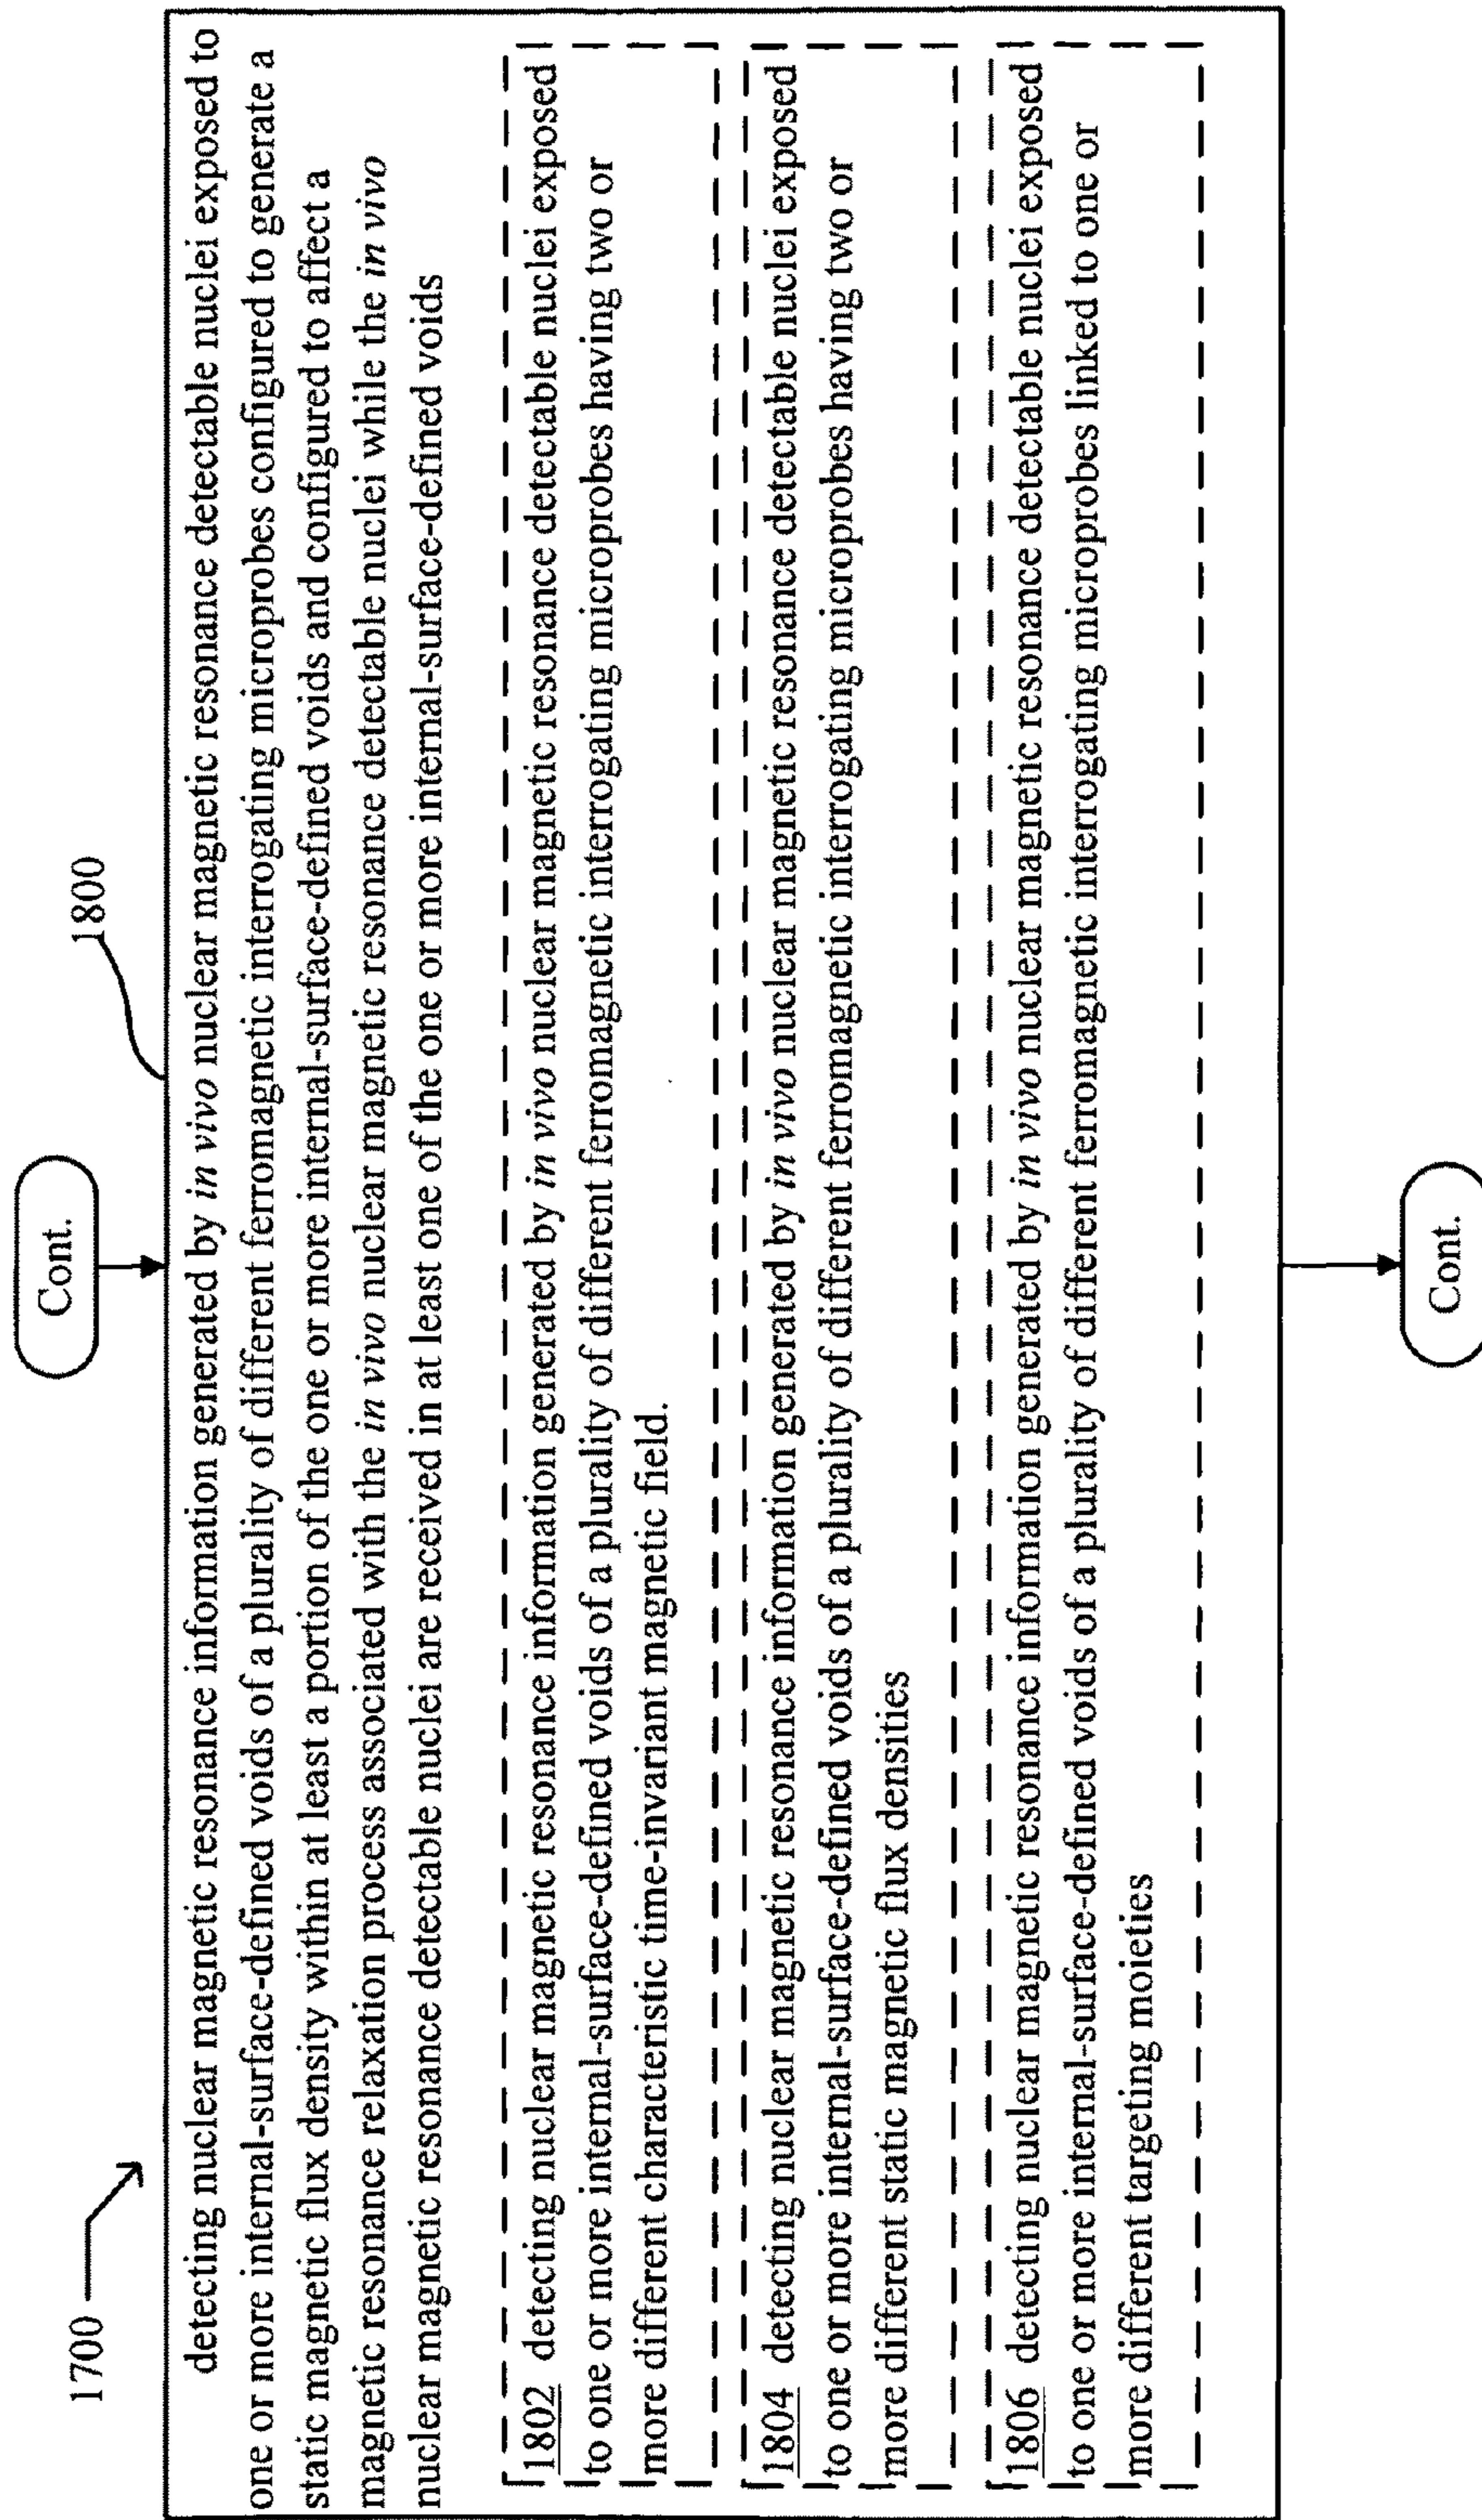 1700
Cont.
1800
detecting nuclear magnetic resonance information generated by in vivo nuclear magnetic resonance detectable nuclei exposed to
one or more internal-surface-defined voids of a plurality of different ferromagnetic interrogating microprobes configured to generate a
static magnetic flux density within at least a portion of the one or more internal-surface-defined voids and configured to affect a
magnetic resonance relaxation process associated with the in vivo nuclear magnetic resonance detectable nuclei while the in vivo
nuclear magnetic resonance detectable nuclei are received in at least one of the one or more internal-surface-defined voids
1802 detecting nuclear magnetic resonance information generated by in vivo nuclear magnetic resonance detectable nuclei exposed
to one or more internal-surface-defined voids of a plurality of different ferromagnetic interrogating microprobes having two or
more different characteristic time-invariant magnetic field.
1804 detecting nuclear magnetic resonance information generated by in vivo nuclear magnetic resonance detectable nuclei exposed
to one or more internal-surface-defined voids of a plurality of different ferromagnetic interrogating microprobes having two or
more different static magnetic flux densities
1806 detecting nuclear magnetic resonance information generated by in vivo nuclear magnetic resonance detectable nuclei exposed
to one or more internal-surface-defined voids of a plurality of different ferromagnetic interrogating microprobes linked to one or
more different targeting moieties
Cont.